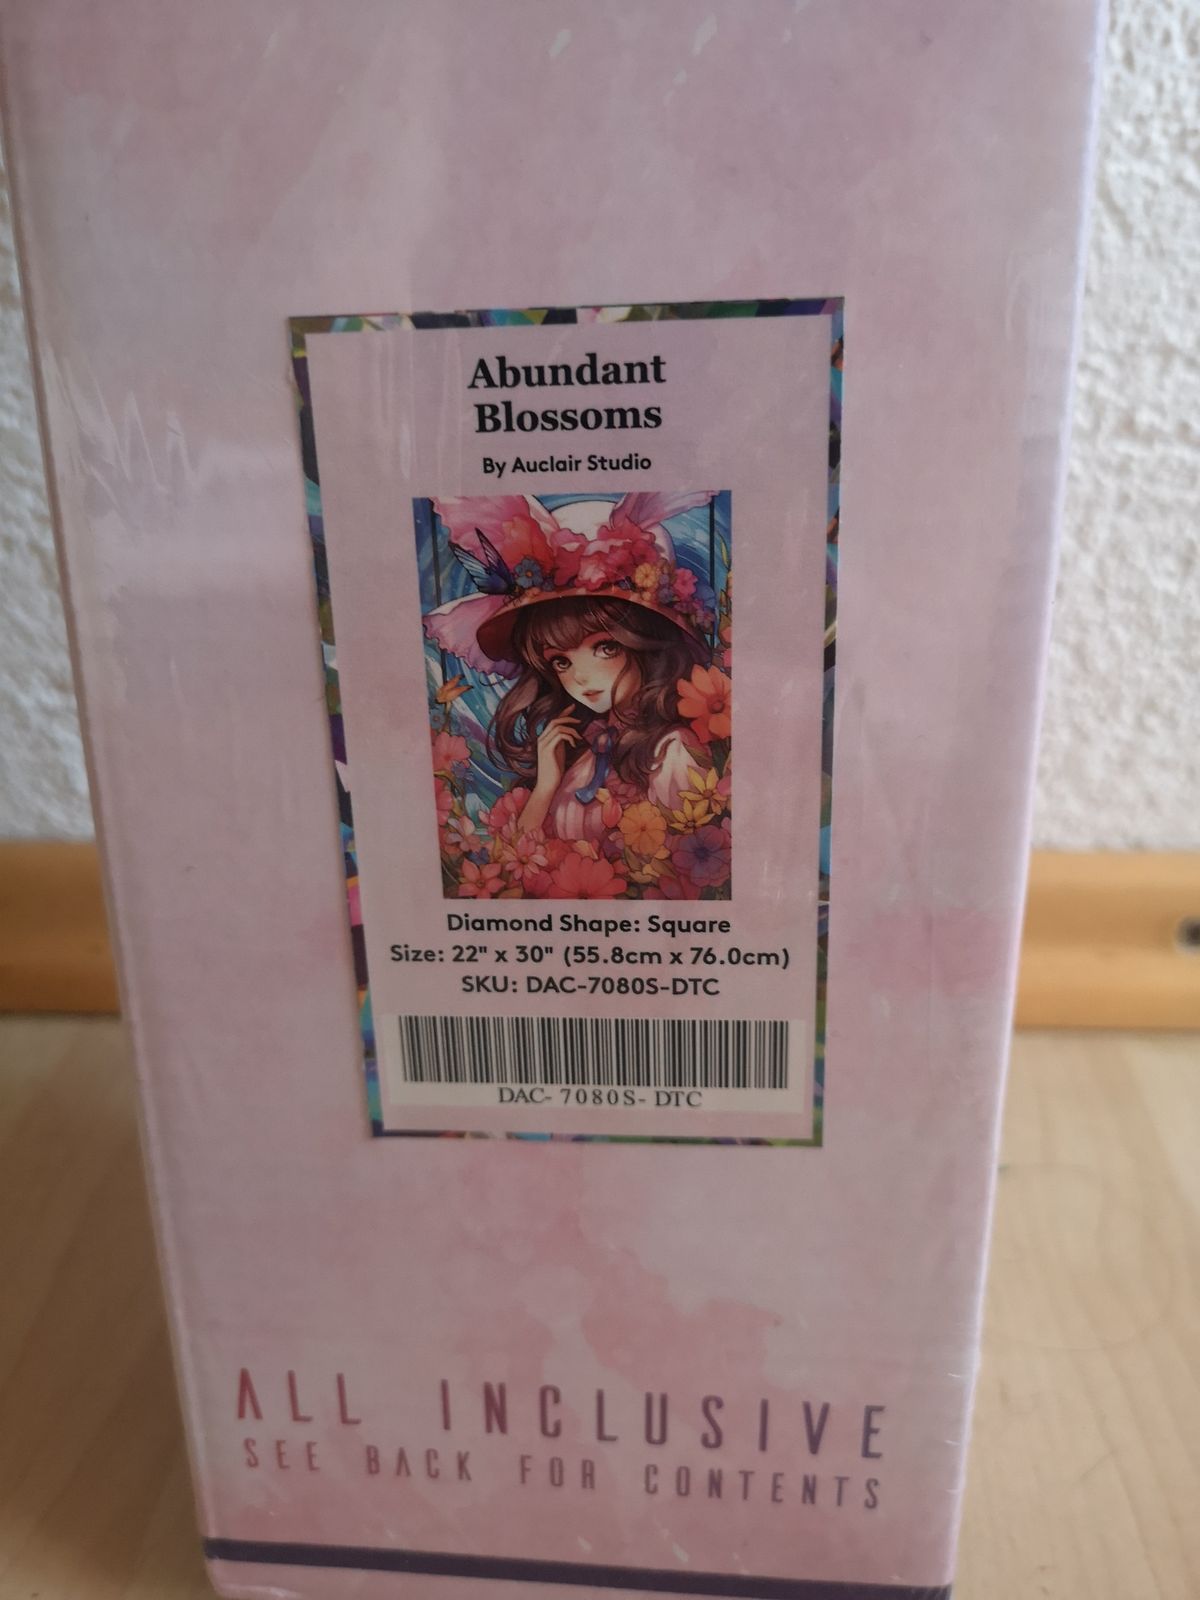 Abundant
Blossoms
By Auclair Studio
Diamond Shape: Square
Size: 22" x 30" (55.8cm x 76.0cm)
SKU: DAC-7080S-DTC
DAC- 7080S- DTC
ALL INCLUSIVE
SEE BACK FOR CONTENTS